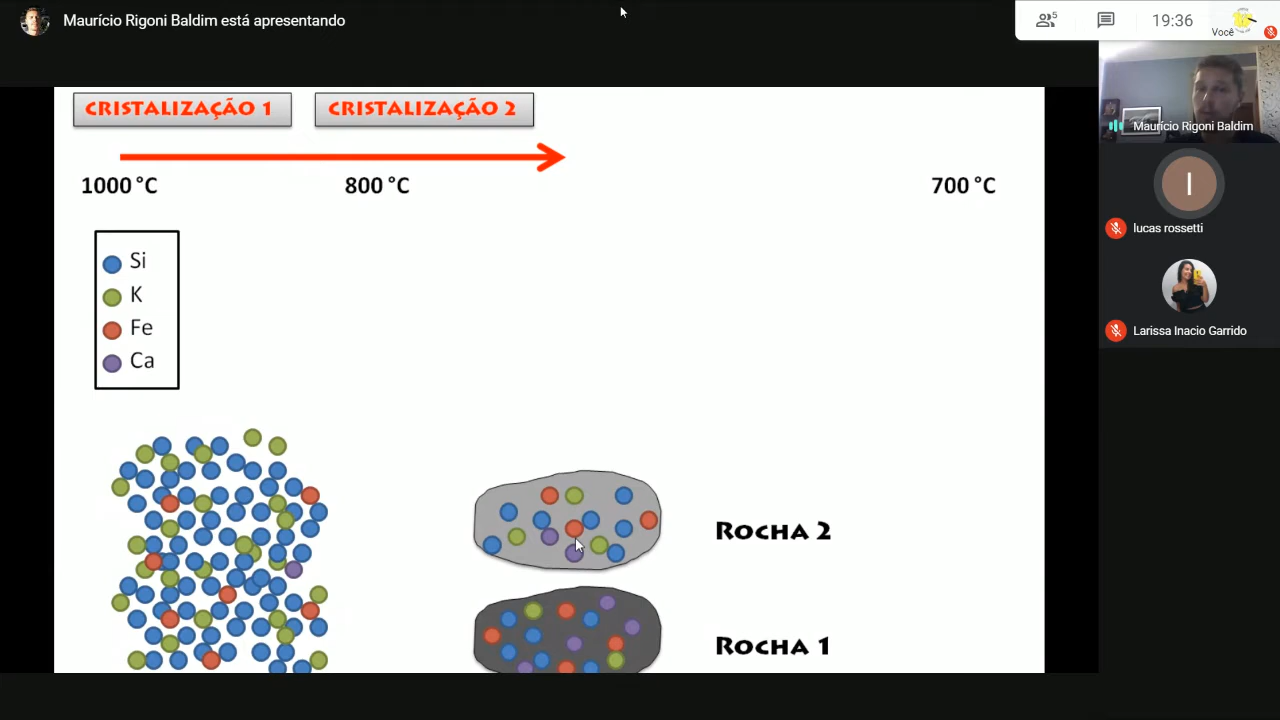 Maurício Rigoni Baldim está apresentando
5
19:36
Você
CRISTALIZAÇÃO 1
CRISTALIZAÇÃO 2
1000 °C
800 °C
700 °C
Si
K
Fe
Ca
Rocha 2
Rocha 1
Maurício Rigoni Baldim
l
lucas rossetti
Larissa Inacio Garrido